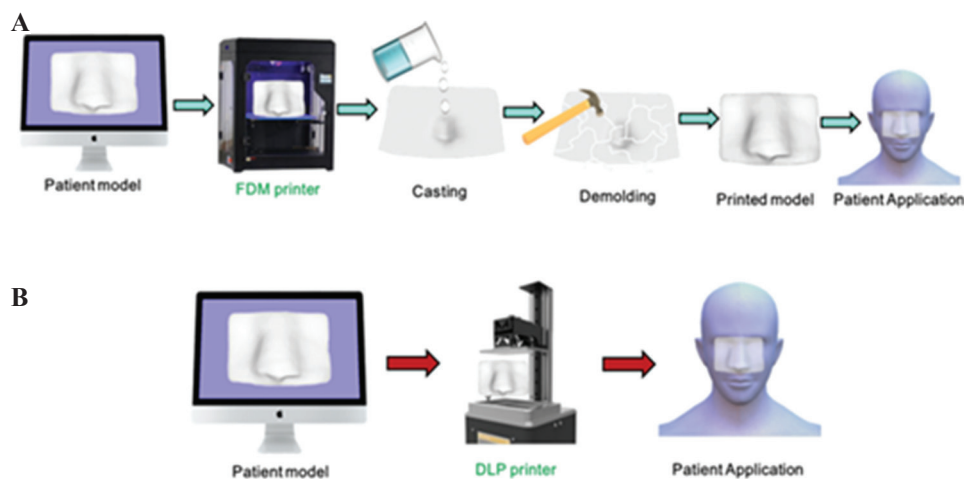 A
Patient model
FDM printer
Casting
Demolding
Printed model
Patient Application
B
Patient model
DLP printer
Patient Application